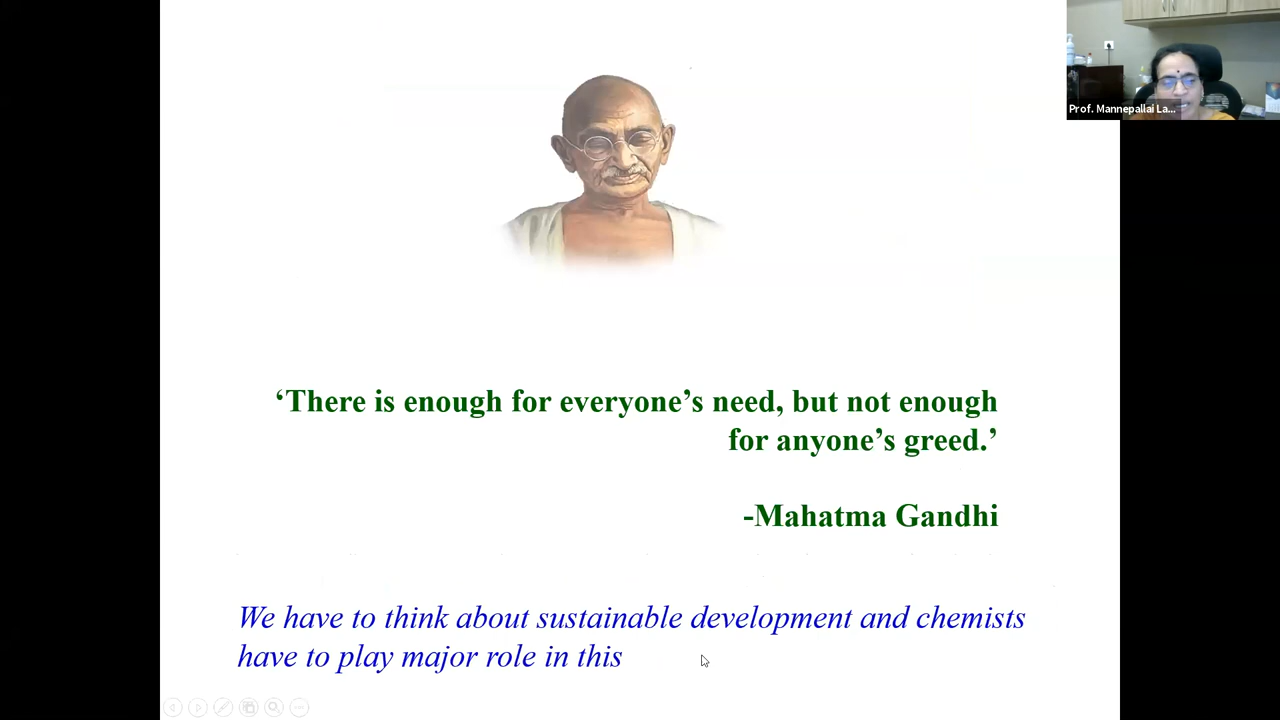 Prof. Mannepallai La...
‘There is enough for everyone’s need, but not enough
for anyone’s greed.’
-Mahatma Gandhi
We have to think about sustainable development and chemists
have to play major role in this